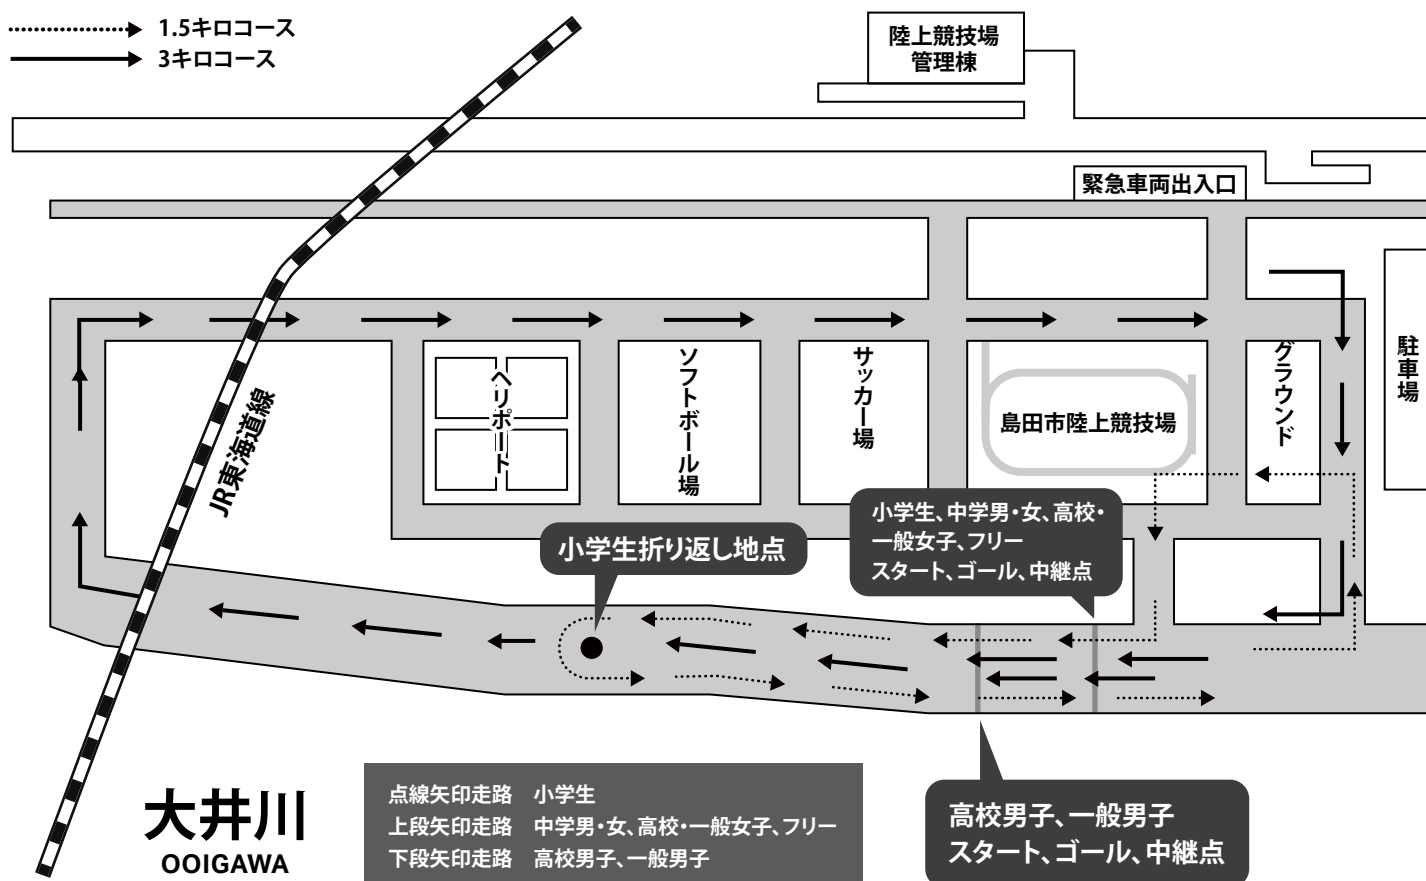 1.5キロコース
3キロコース
陸上競技場
管理棟
緊急車両出入口
駐車場
JR東海道線
ヘリポート
ソフトボール場
サッカー場
島田市陸上競技場
グラウンド
小学生折り返し地点
小学生、中学男・女、高校・
一般女子、フリー
スタート、ゴール、中継点
大井川
OOIGAWA
点線矢印走路 小学生
上段矢印走路 中学男・女、高校・一般女子、フリー
下段矢印走路 高校男子、一般男子
高校男子、一般男子
スタート、ゴール、中継点